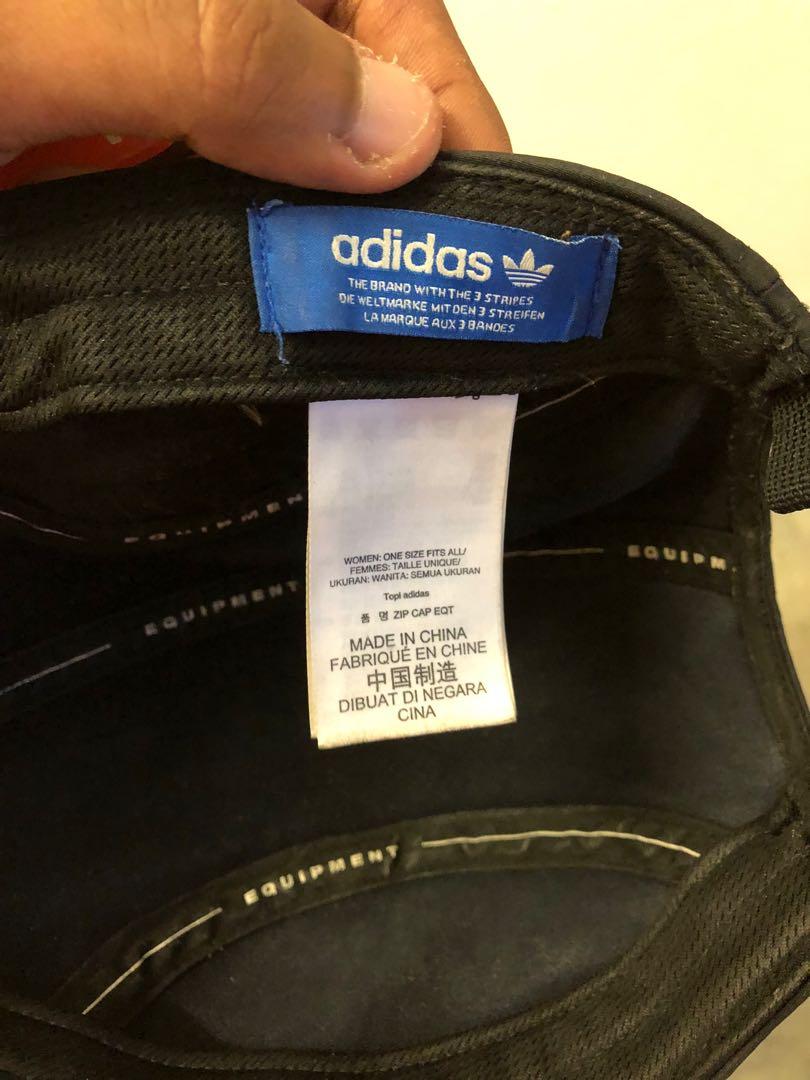 adidas
THE BRAND WITH THE 3 STRIPES
DIE WELTMARKE MIT DEN 3 STREIFEN
LA MARQUE AUX 3 BANDES
WOMEN: ONE SIZE FITS ALL/
FEMMES: TAILLE UNIQUE/
UKURAN: WANITA: SEMUA UKURAN
Topi adidas
품 명 ZIP CAP EQT
MADE IN CHINA
FABRIQUÉ EN CHINE
中国制造
DIBUAT DI NEGARA
CINA
EQUIPMEN
EQUIPMENT
EQUIPM
EQUIPMENT